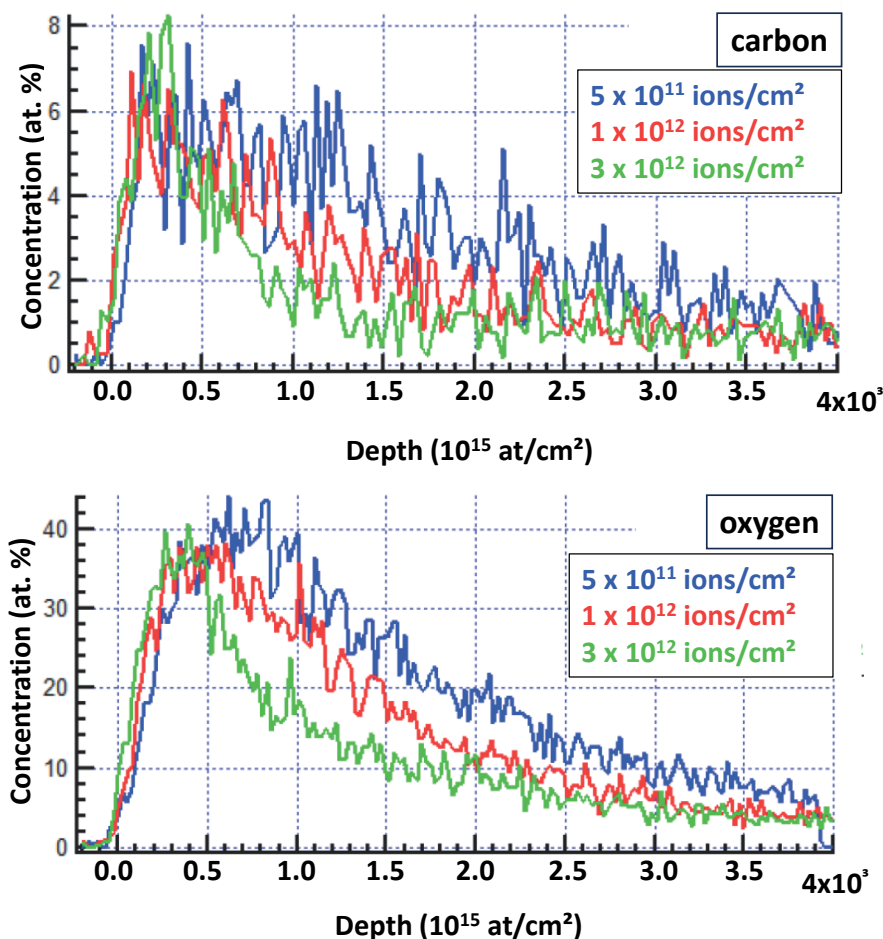 carbon
5 x 10¹¹ ions/cm²
1 x 10¹² ions/cm²
3 x 10¹² ions/cm²
Concentration (at. %)
8
6
4
2
0
0.0 0.5 1.0 1.5 2.0 2.5 3.0 3.5 4x10³
Depth (10¹⁵ at/cm²)
oxygen
5 x 10¹¹ ions/cm²
1 x 10¹² ions/cm²
3 x 10¹² ions/cm²
Concentration (at. %)
40
30
20
10
0
0.0 0.5 1.0 1.5 2.0 2.5 3.0 3.5 4x10³
Depth (10¹⁵ at/cm²)